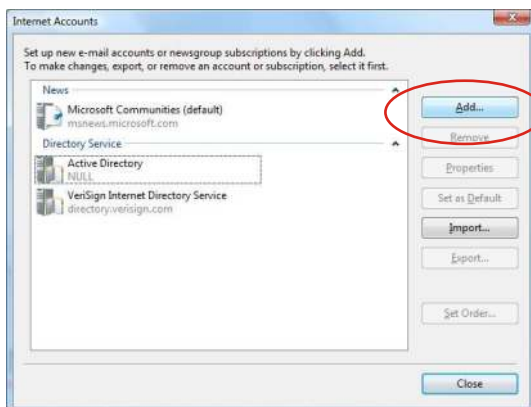 Internet Accounts
Set up new e-mail accounts or newsgroup subscriptions by clicking Add.
To make changes, export, or remove an account or subscription, select it first.
News
Microsoft Communities (default)
msnews.microsoft.com
Directory Service
Active Directory
NULL
VeriSign Internet Directory Service
directory.verisign.com
Add...
Remove
Properties
Set as Default
Import...
Export...
Set Order...
Close